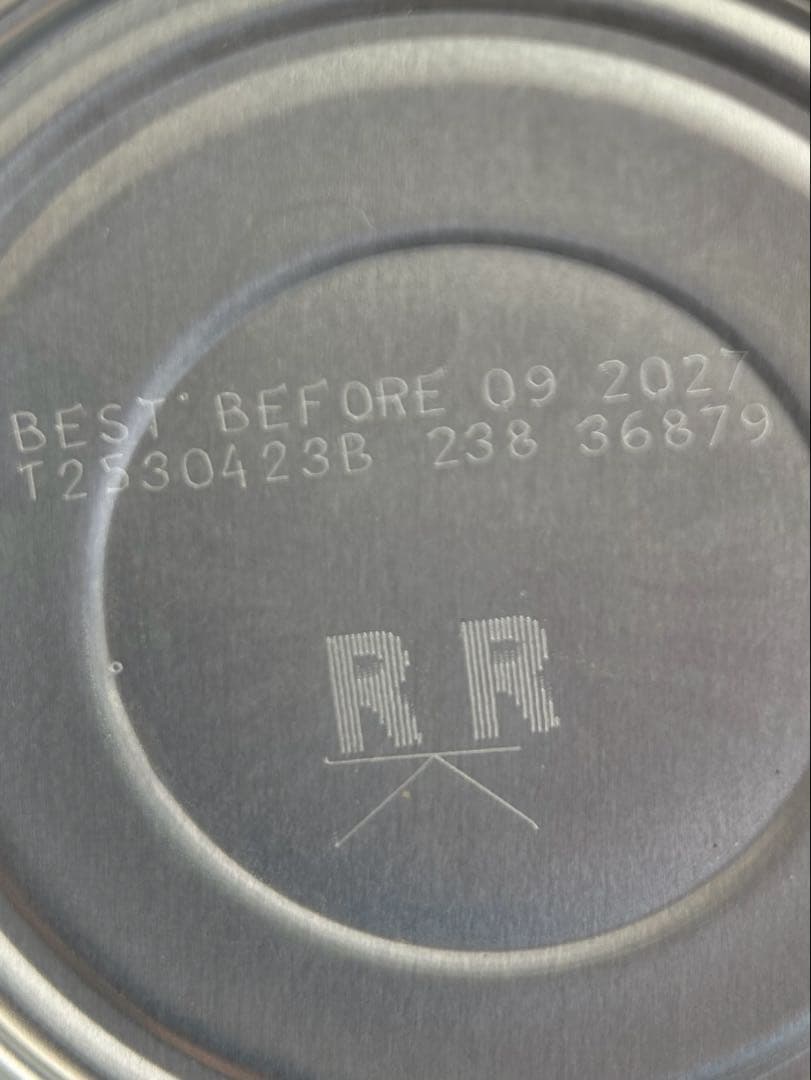 BEST BEFORE 09 2027
T2530423B 238 36879
R R